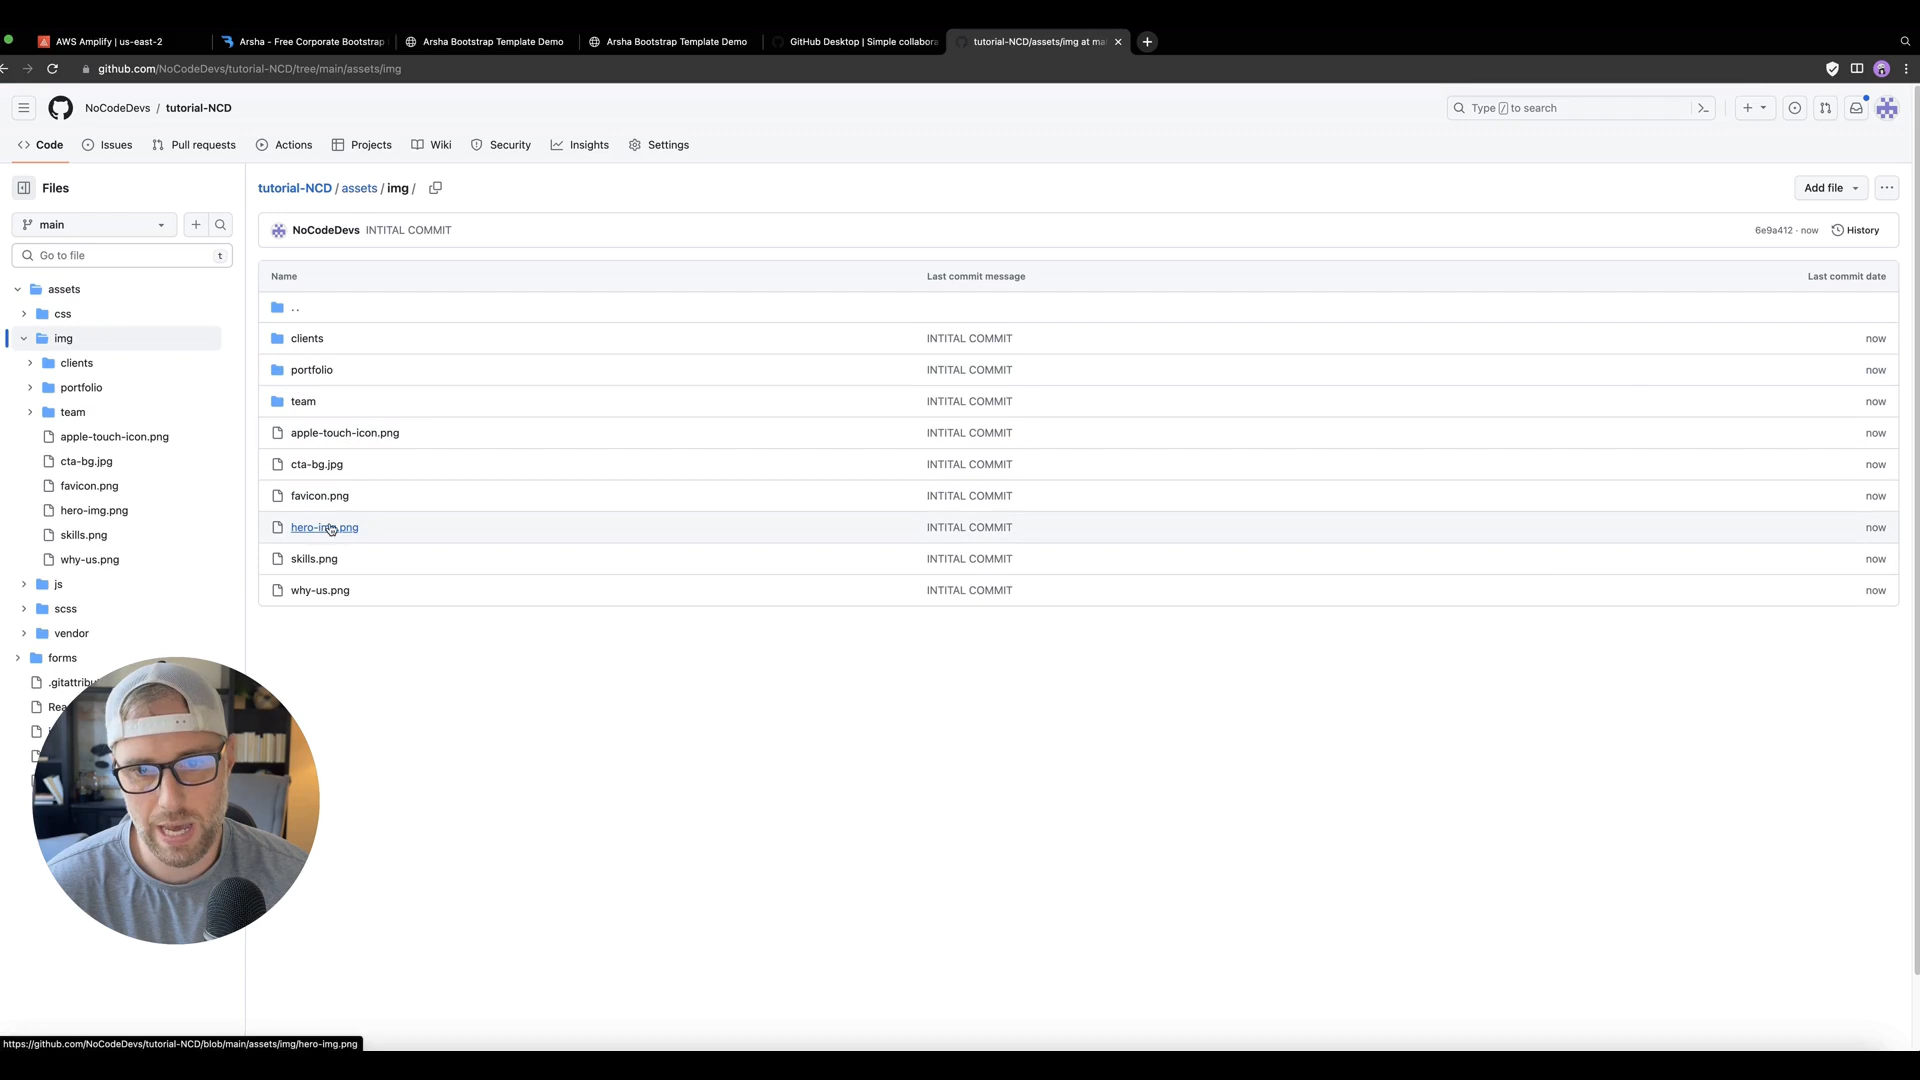 AWS Amplify | us-east-2
Arsha - Free Corporate Bootstrap
Arsha Bootstrap Template Demo
Arsha Bootstrap Template Demo
GitHub Desktop | Simple collabora
tutorial-NCD/assets/img at ma
github.com/NoCodeDevs/tutorial-NCD/tree/main/assets/img
NoCodeDevs / tutorial-NCD
Type / to search
Code
Issues
Pull requests
Actions
Projects
Wiki
Security
Insights
Settings
Files
main
Go to file
t
assets
css
img
clients
portfolio
team
apple-touch-icon.png
cta-bg.jpg
favicon.png
hero-img.png
skills.png
why-us.png
js
scss
vendor
forms
.gitattribu
Rea
tutorial-NCD / assets / img /
Add file
NoCodeDevs INTITAL COMMIT
6e9a412 · now
History
Name Last commit message Last commit date
. .
clients INTITAL COMMIT now
portfolio INTITAL COMMIT now
team INTITAL COMMIT now
apple-touch-icon.png INTITAL COMMIT now
cta-bg.jpg INTITAL COMMIT now
favicon.png INTITAL COMMIT now
hero-img.png INTITAL COMMIT now
skills.png INTITAL COMMIT now
why-us.png INTITAL COMMIT now
https://github.com/NoCodeDevs/tutorial-NCD/blob/main/assets/img/hero-img.png